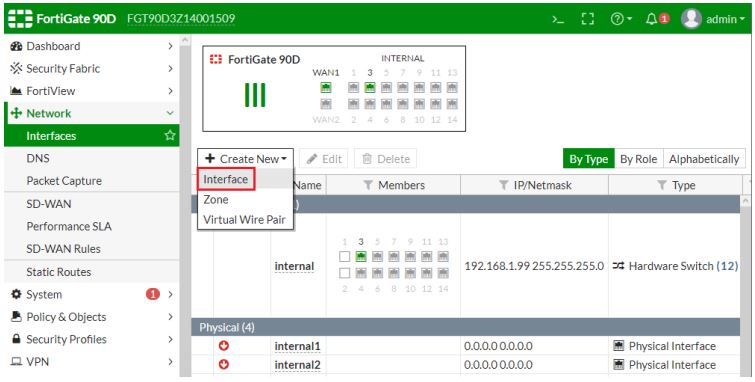 FortiGate 90D FGT90D3Z14001509 >_ 1 admin
Dashboard
Security Fabric
FortiView
Network
Interfaces
DNS
Packet Capture
SD-WAN
Performance SLA
SD-WAN Rules
Static Routes
System 1
Policy & Objects
Security Profiles
VPN
FortiGate 90D INTERNAL
WAN1 1 3 5 7 9 11 13
WAN2 2 4 6 8 10 12 14
+ Create New Edit Delete By Type By Role Alphabetically
Interface
Zone
Virtual Wire Pair
Name Members IP/Netmask Type
)
1 3 5 7 9 11 13
internal 192.168.1.99 255.255.255.0 Hardware Switch (12)
2 4 6 8 10 12 14
Physical (4)
internal1 0.0.0.0 0.0.0.0 Physical Interface
internal2 0.0.0.0 0.0.0.0 Physical Interface